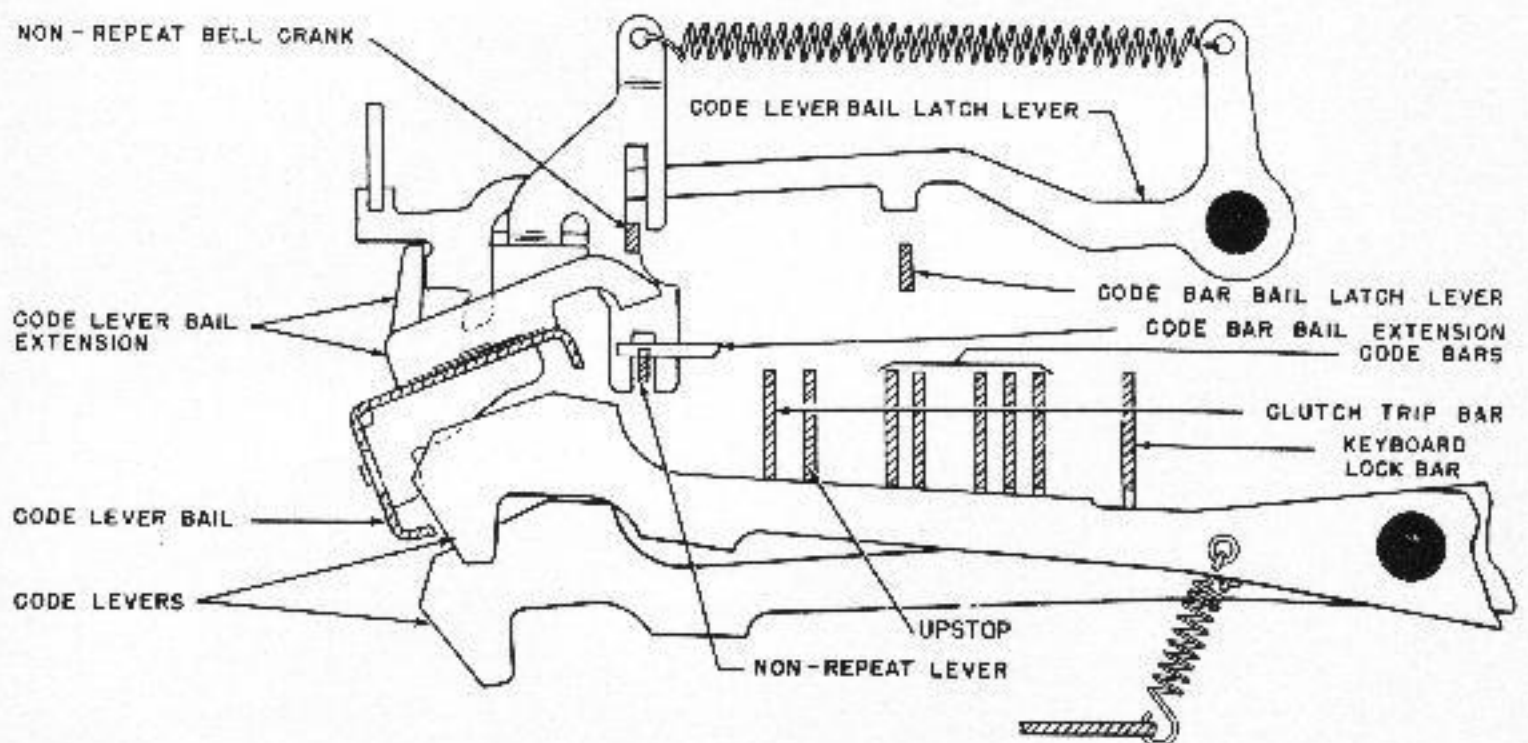 NON-REPEAT BELL CRANK
CODE LEVER BAIL LATCH LEVER
CODE BAR BAIL LATCH LEVER
CODE LEVER BAIL
EXTENSION
CODE BAR BAIL EXTENSION
CODE BARS
CLUTCH TRIP BAR
KEYBOARD
LOCK BAR
CODE LEVER BAIL
CODE LEVERS
UPSTOP
NON-REPEAT LEVER